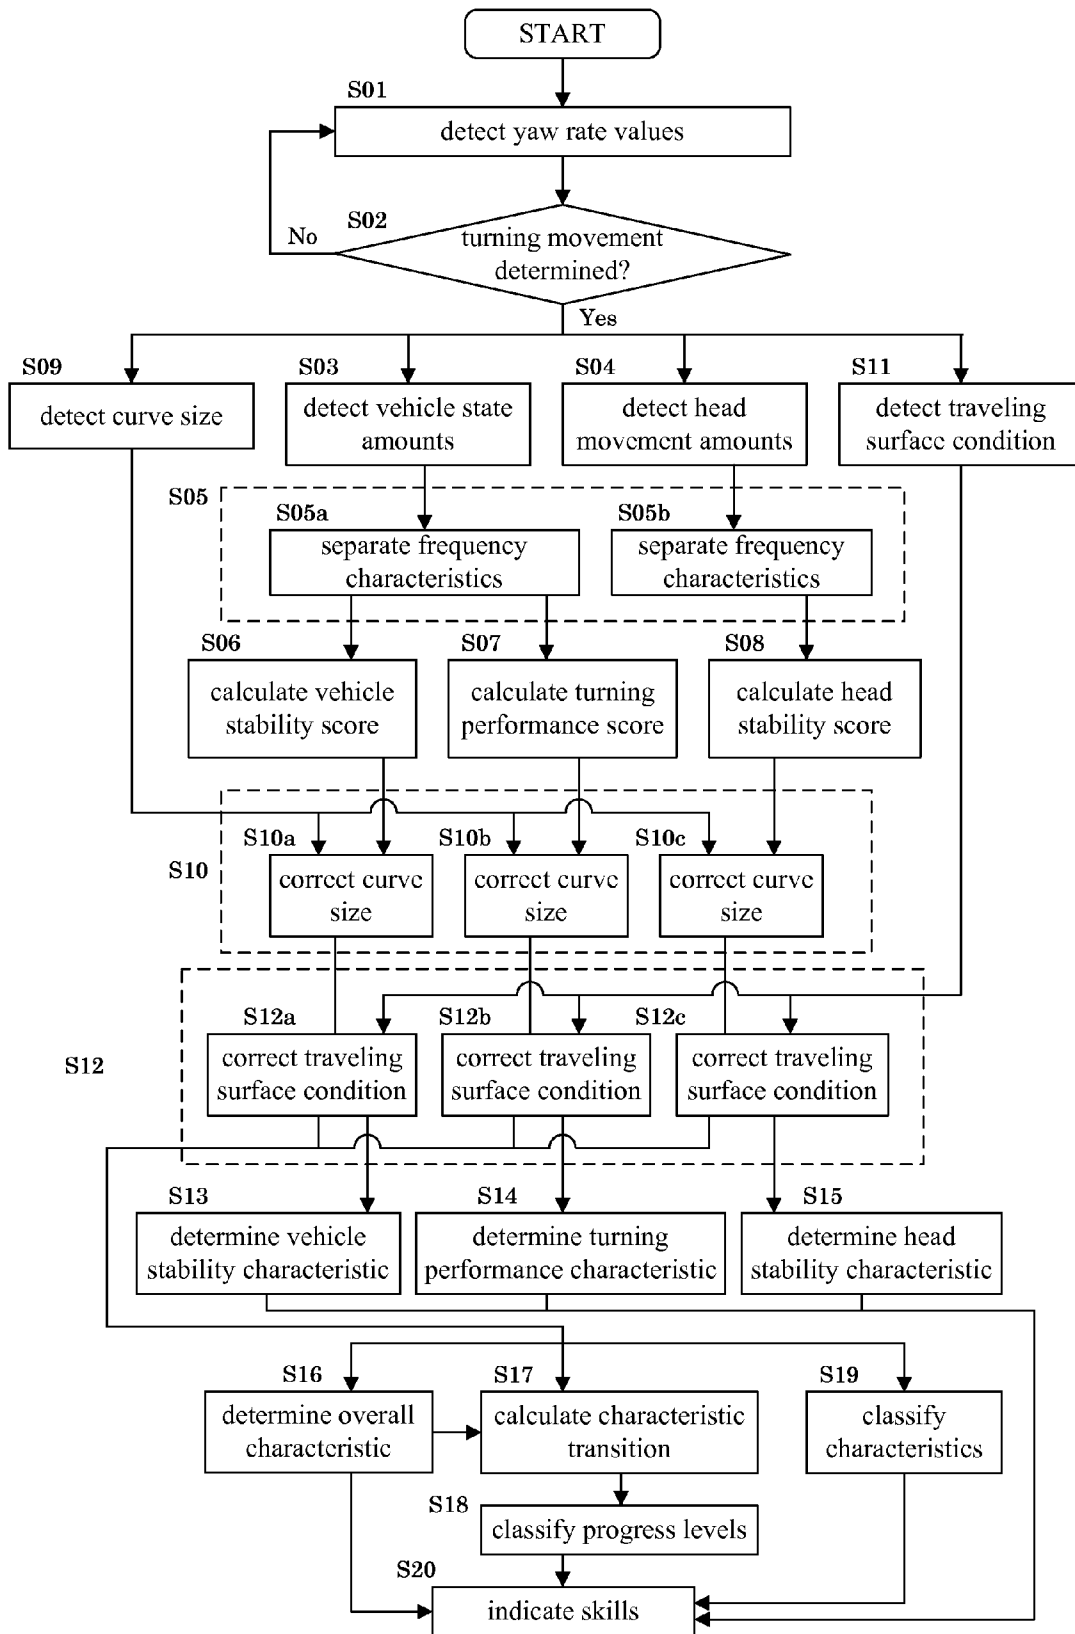 START
S01
detect yaw rate values
S02
No
turning movement
determined?
Yes
S09
S03
S04
S11
detect curve size
detect vehicle state
amounts
detect head
movement amounts
detect traveling
surface condition
S05
S05a
S05b
separate frequency
characteristics
separate frequency
characteristics
S06
S07
S08
calculate vehicle
stability score
calculate turning
performance score
calculate head
stability score
S10
S10a
S10b
S10c
correct curve
size
correct curve
size
correct curve
size
S12
S12a
S12b
S12c
correct traveling
surface condition
correct traveling
surface condition
correct traveling
surface condition
S13
S14
S15
determine vehicle
stability characteristic
determine turning
performance characteristic
determine head
stability characteristic
S16
S17
S19
determine overall
characteristic
calculate characteristic
transition
classify
characteristics
S18
classify progress levels
S20
indicate skills